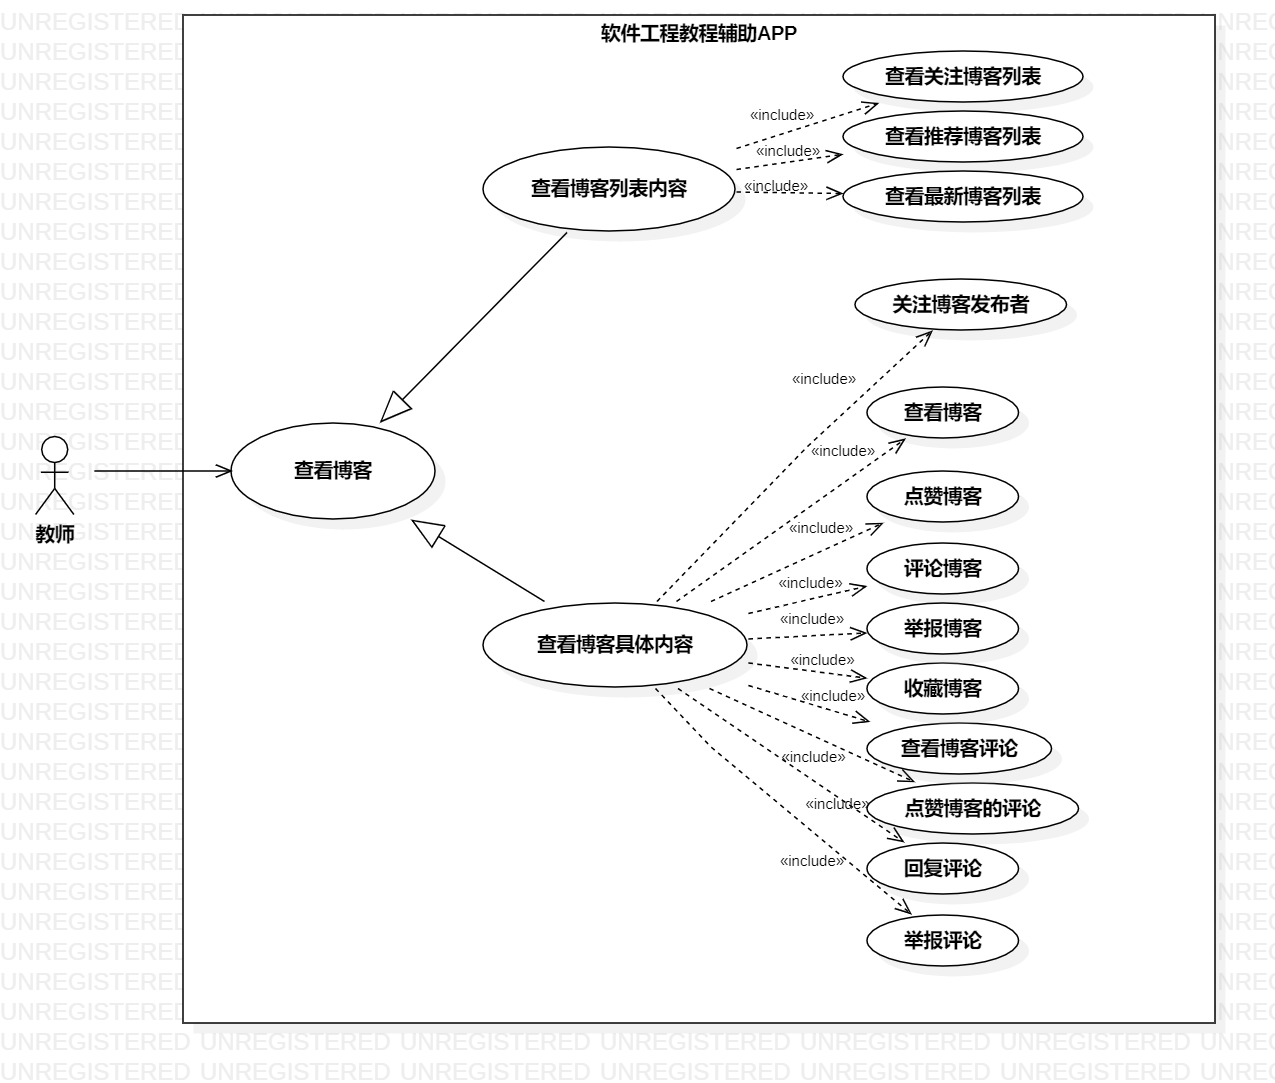 软件工程教程辅助APP
查看关注博客列表
«include»
查看推荐博客列表
«include»
查看博客列表内容
«include»
查看最新博客列表
关注博客发布者
«include»
查看博客
«include»
教师
查看博客
点赞博客
«include»
评论博客
«include»
举报博客
«include»
查看博客具体内容
«include»
收藏博客
«include»
查看博客评论
«include»
点赞博客的评论
«include»
回复评论
«include»
举报评论
UNREGISTERED UNREGISTERED UNREGISTERED UNREGISTERED UNREGISTERED UNREGISTERED